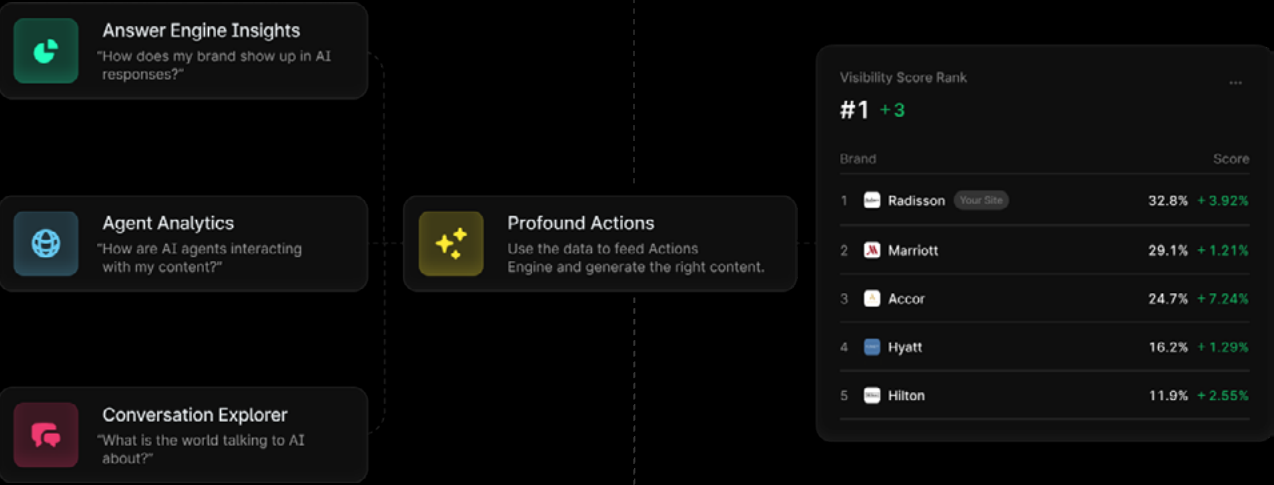 Answer Engine Insights
“How does my brand show up in AI
responses?”
Agent Analytics
“How are AI agents interacting
with my content?”
Conversation Explorer
“What is the world talking to AI
about?”
Profound Actions
Use the data to feed Actions
Engine and generate the right content.
Visibility Score Rank
...
#1 +3
Brand Score
1 Radisson Your Site 32.8% +3.92%
2 Marriott 29.1% +1.21%
3 Accor 24.7% +7.24%
4 Hyatt 16.2% +1.29%
5 Hilton 11.9% +2.55%